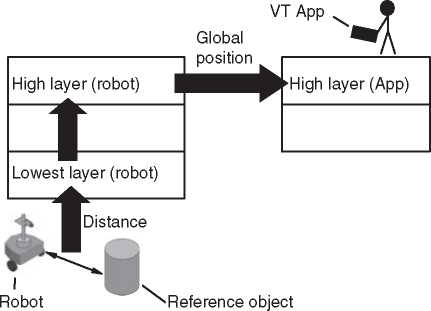 VT App
Global
position
High layer (robot)
High layer (App)
Lowest layer (robot)
Distance
Robot
Reference object